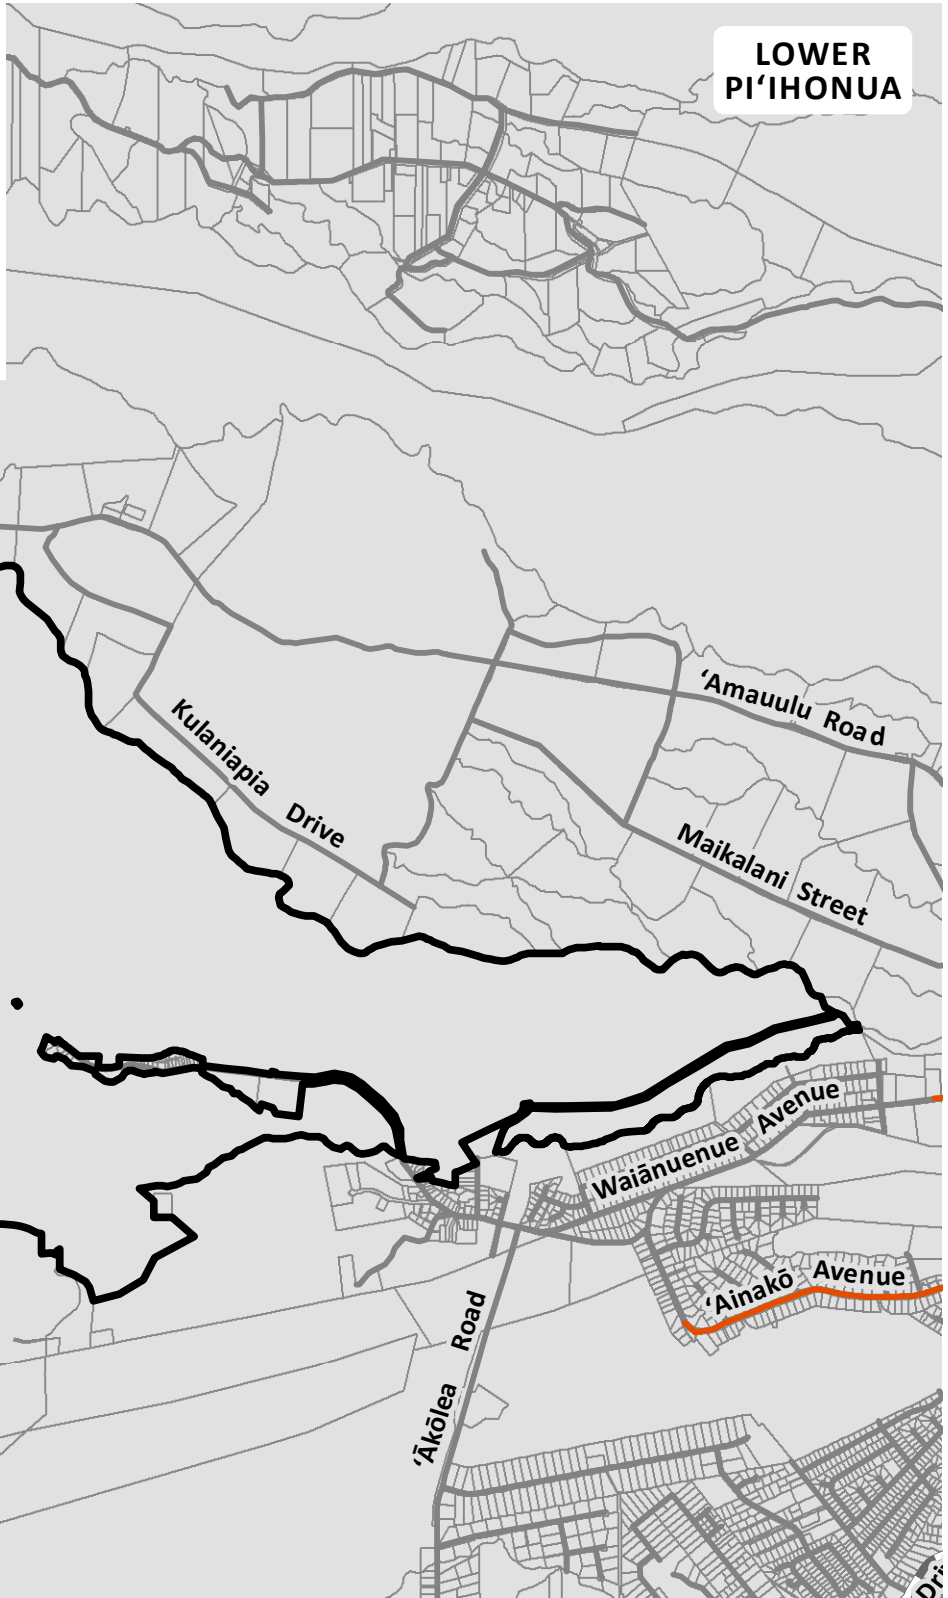 LOWER
PIʻIHONUA
ʻAmauulu Road
Kulaniapia Drive
Maikalani Street
Waiānuenue Avenue
ʻAinakō Avenue
ʻĀkōlea Road